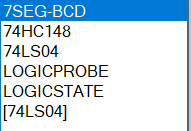 7SEG-BCD
74HC148
74LS04
LOGICPROBE
LOGICSTATE
[74LS04]